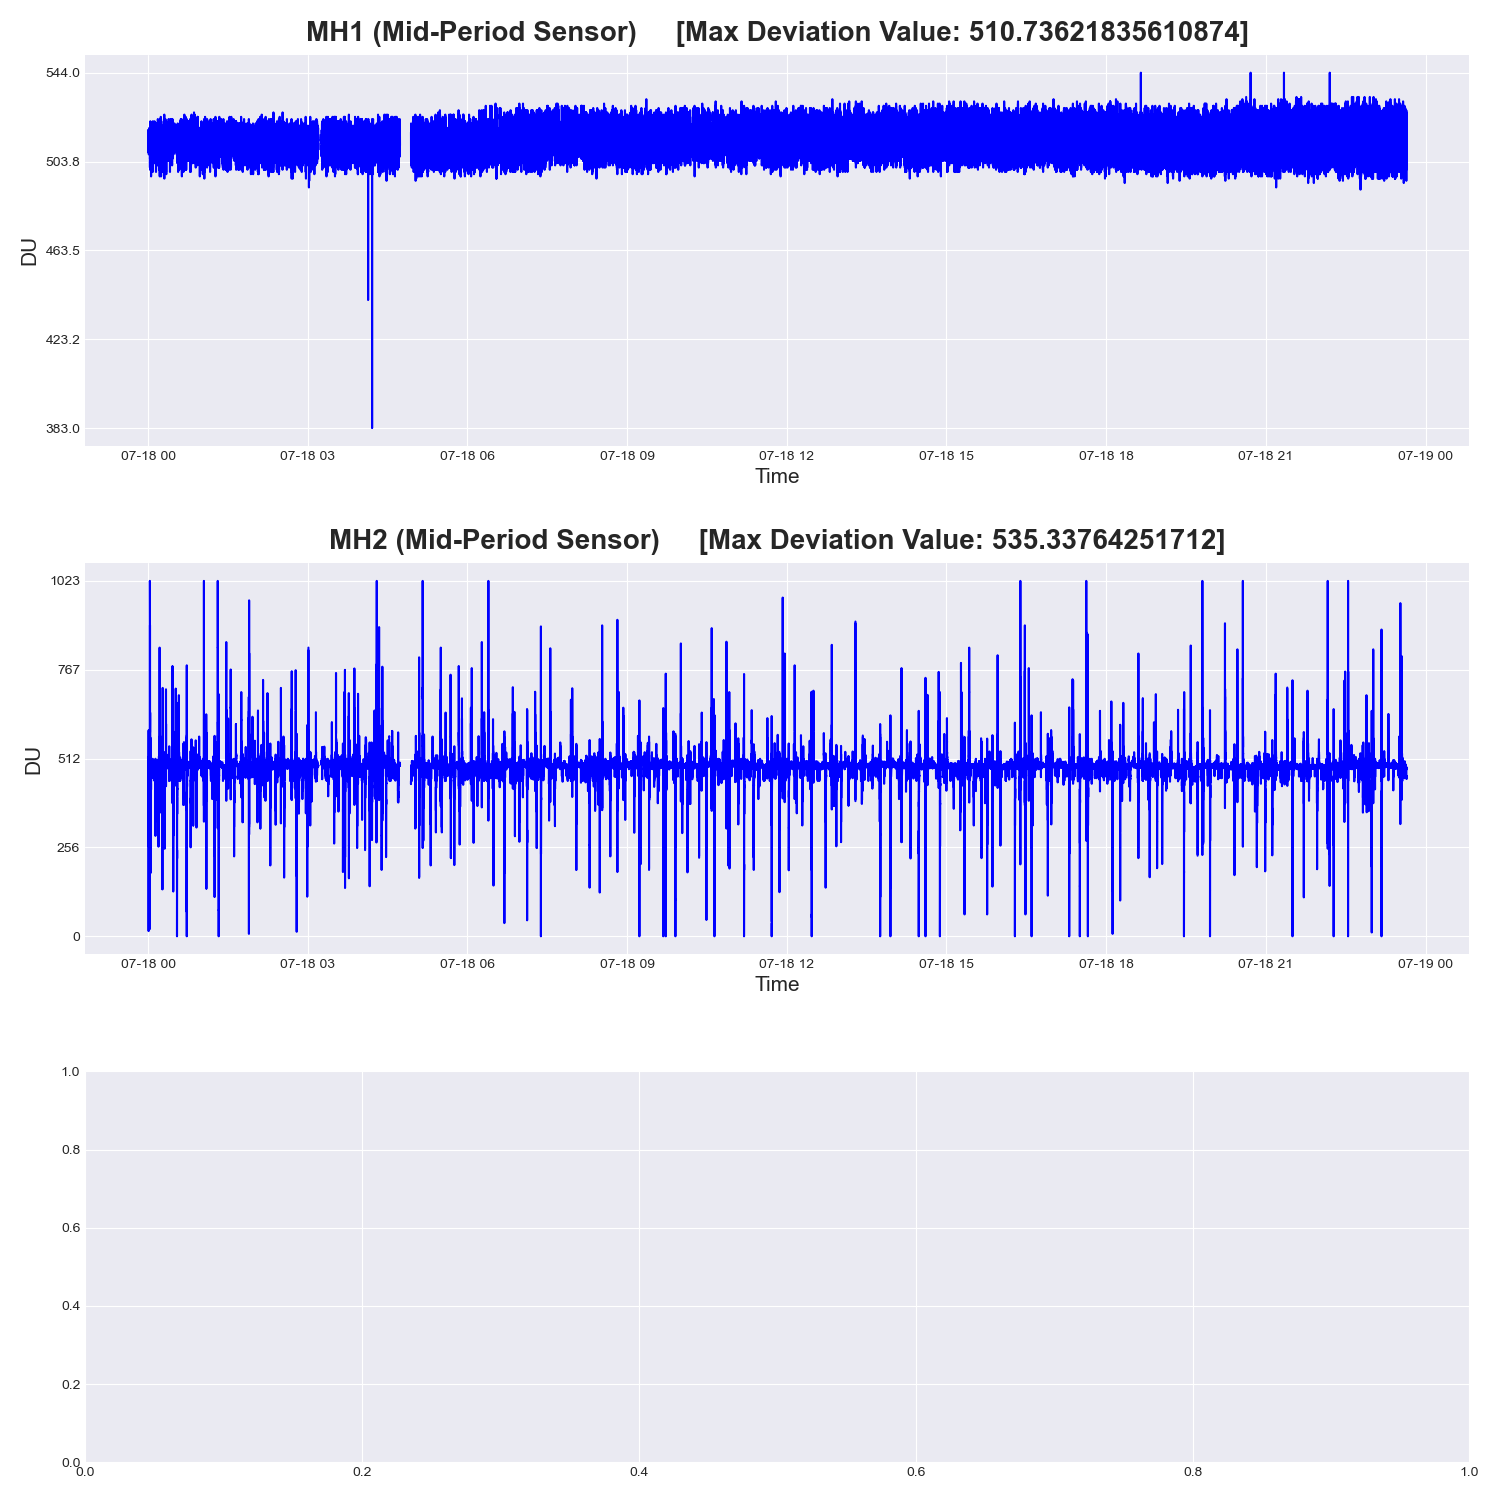 MH1 (Mid-Period Sensor) [Max Deviation Value: 510.73621835610874]
544.0
503.8
463.5
423.2
383.0
DU
07-18 00 07-18 03 07-18 06 07-18 09 07-18 12 07-18 15 07-18 18 07-18 21 07-19 00
Time
MH2 (Mid-Period Sensor) [Max Deviation Value: 535.33764251712]
1023
767
512
256
0
DU
07-18 00 07-18 03 07-18 06 07-18 09 07-18 12 07-18 15 07-18 18 07-18 21 07-19 00
Time
1.0
0.8
0.6
0.4
0.2
0.0
0.0 0.2 0.4 0.6 0.8 1.0